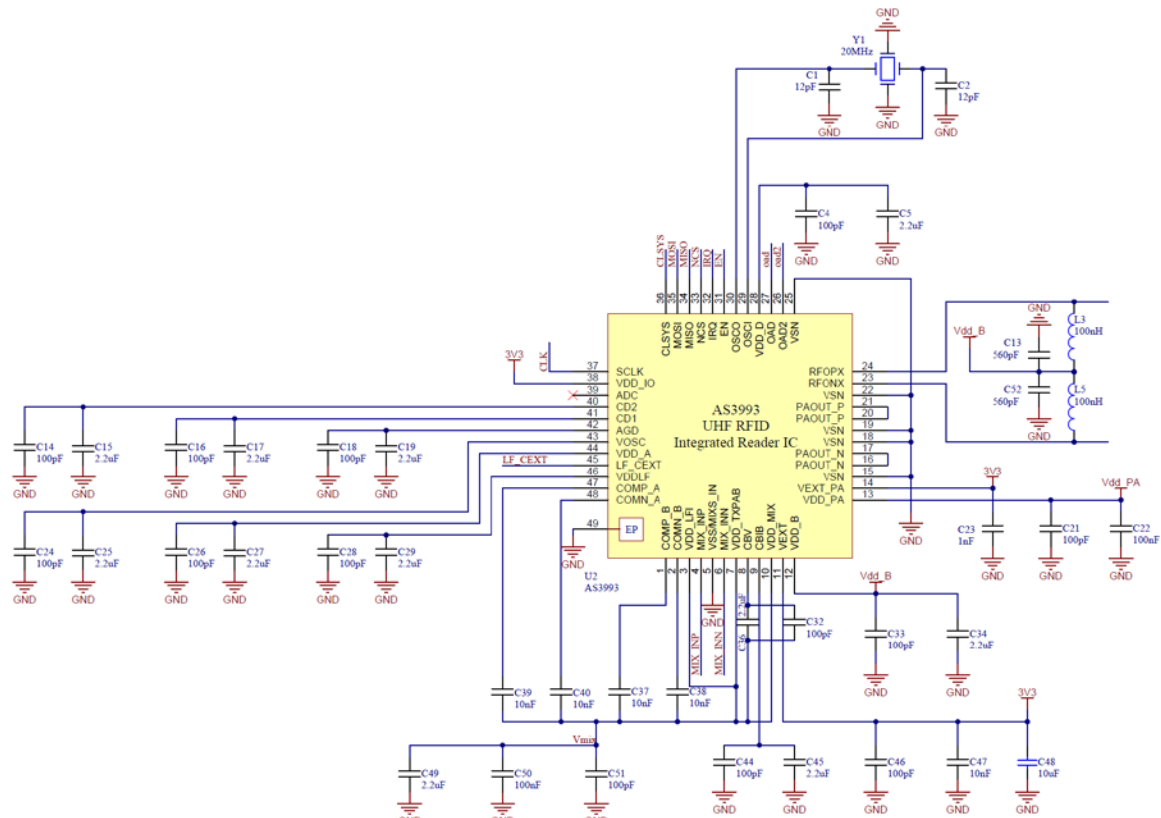 GND
Y1
20MHz
C1
12pF
C2
12pF
GND
GND
GND
C4
100pF
C5
2.2uF
GND
GND
CLSYS
MOSI
MISO
NCS
IRQ
EN
oad
oad2
36
35
34
33
32
31
30
29
28
27
26
25
CLSYS
MOSI
MISO
NCS
IRQ
EN
OSCO
OSCI
VDD_D
OAD
OAD2
VSN
GND
Vdd_B
C13
560pF
C52
560pF
GND
L3
100nH
L5
100nH
CLK
3V3
37 SCLK
38 VDD_IO
39 ADC
40 CD2
41 CD1
42 AGD
43 VOSC
44 VDD_A
LF_CEXT 45 LF_CEXT
46 VDDLF
47 COMP_A
48 COMN_A
49 EP
GND
AS3993
UHF RFID
Integrated Reader IC
RFOPX 24
RFONX 23
VSN 22
PAOUT_P 21
PAOUT_P 20
VSN 19
VSN 18
PAOUT_N 17
PAOUT_N 16
VSN 15
VEXT_PA 14
VDD_PA 13
C14
100pF
C15
2.2uF
C16
100pF
C17
2.2uF
C18
100pF
C19
2.2uF
GND
GND
GND
GND
GND
GND
C24
100pF
C25
2.2uF
C26
100pF
C27
2.2uF
C28
100pF
C29
2.2uF
GND
GND
GND
GND
GND
GND
3V3
Vdd_PA
C23
1nF
C21
100pF
C22
100nF
GND
GND
GND
GND
U2
AS3993
COMP_B
COMN_B
VDD_LFI
MIX_INP
VSS/MIXS_IN
MIX_INN
VDD_TXPAB
CBV
CBIB
VDD_MIX
VEXT
VDD_B
1
2
3
4
5
6
7
8
9
10
11
12
MIX_INP
GND
MIX_INN
2.2uF
C36
C32
100pF
Vdd_B
C33
100pF
C34
2.2uF
GND
GND
C39
10nF
C40
10nF
C37
10nF
C38
10nF
3V3
Vmix
C49
2.2uF
C50
100nF
C51
100pF
C44
100pF
C45
2.2uF
C46
100pF
C47
10nF
C48
10uF
GND
GND
GND
GND
GND
GND
GND
GND